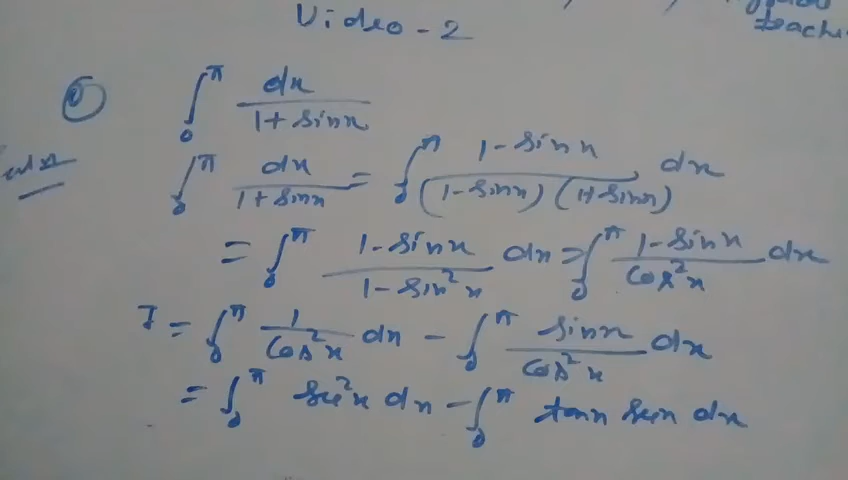 Video - 2
teachi
① ∫₀^π dx / (1 + sinx)
∫₀^π dx / (1 + sinx) = ∫₀^π (1 - sinx) / ((1 - sinx) (1 + sinx)) dx
= ∫₀^π (1 - sinx) / (1 - sin²x) dx = ∫₀^π (1 - sinx) / cos²x dx
I = ∫₀^π 1 / cos²x dx - ∫₀^π sinx / cos²x dx
= ∫₀^π sec²x dx - ∫₀^π tanx secx dx